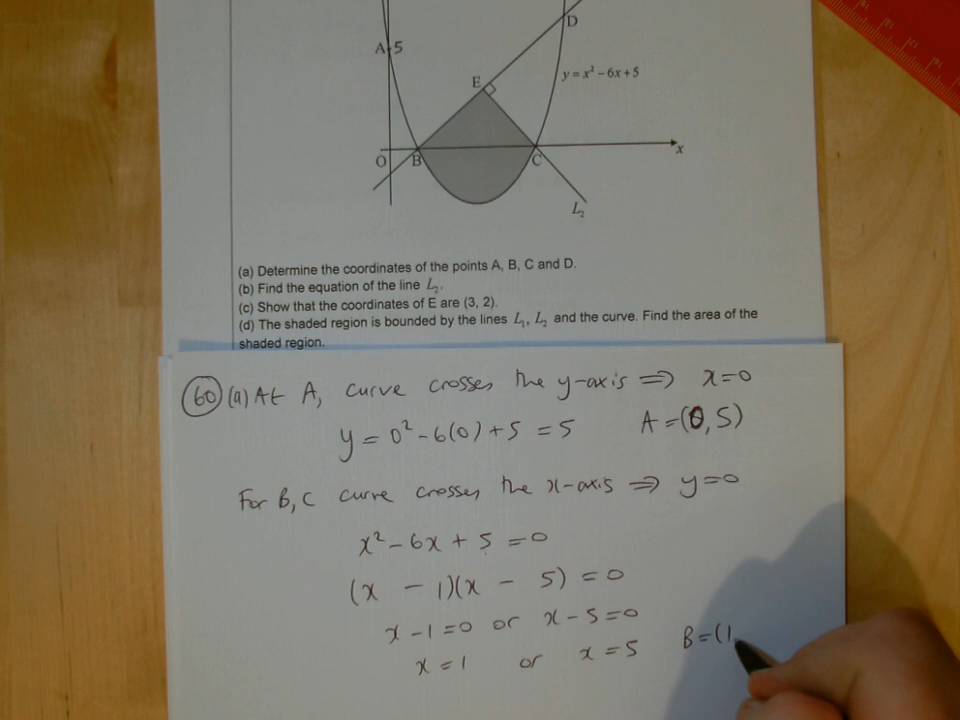 D
A 5
E
y = x² – 6x + 5
O B C x
L₂
(a) Determine the coordinates of the points A, B, C and D.
(b) Find the equation of the line L₂.
(c) Show that the coordinates of E are (3, 2).
(d) The shaded region is bounded by the lines L₁, L₂ and the curve. Find the area of the
shaded region.
60 (a) At A, curve crosses the y-axis ⇒ x=0
y = 0² - 6(0) + 5 = 5 A = (0, 5)
For B, C curve crosses the x-axis ⇒ y=0
x² - 6x + 5 = 0
(x - 1)(x - 5) = 0
x - 1 = 0 or x - 5 = 0
x = 1 or x = 5 B = (1,